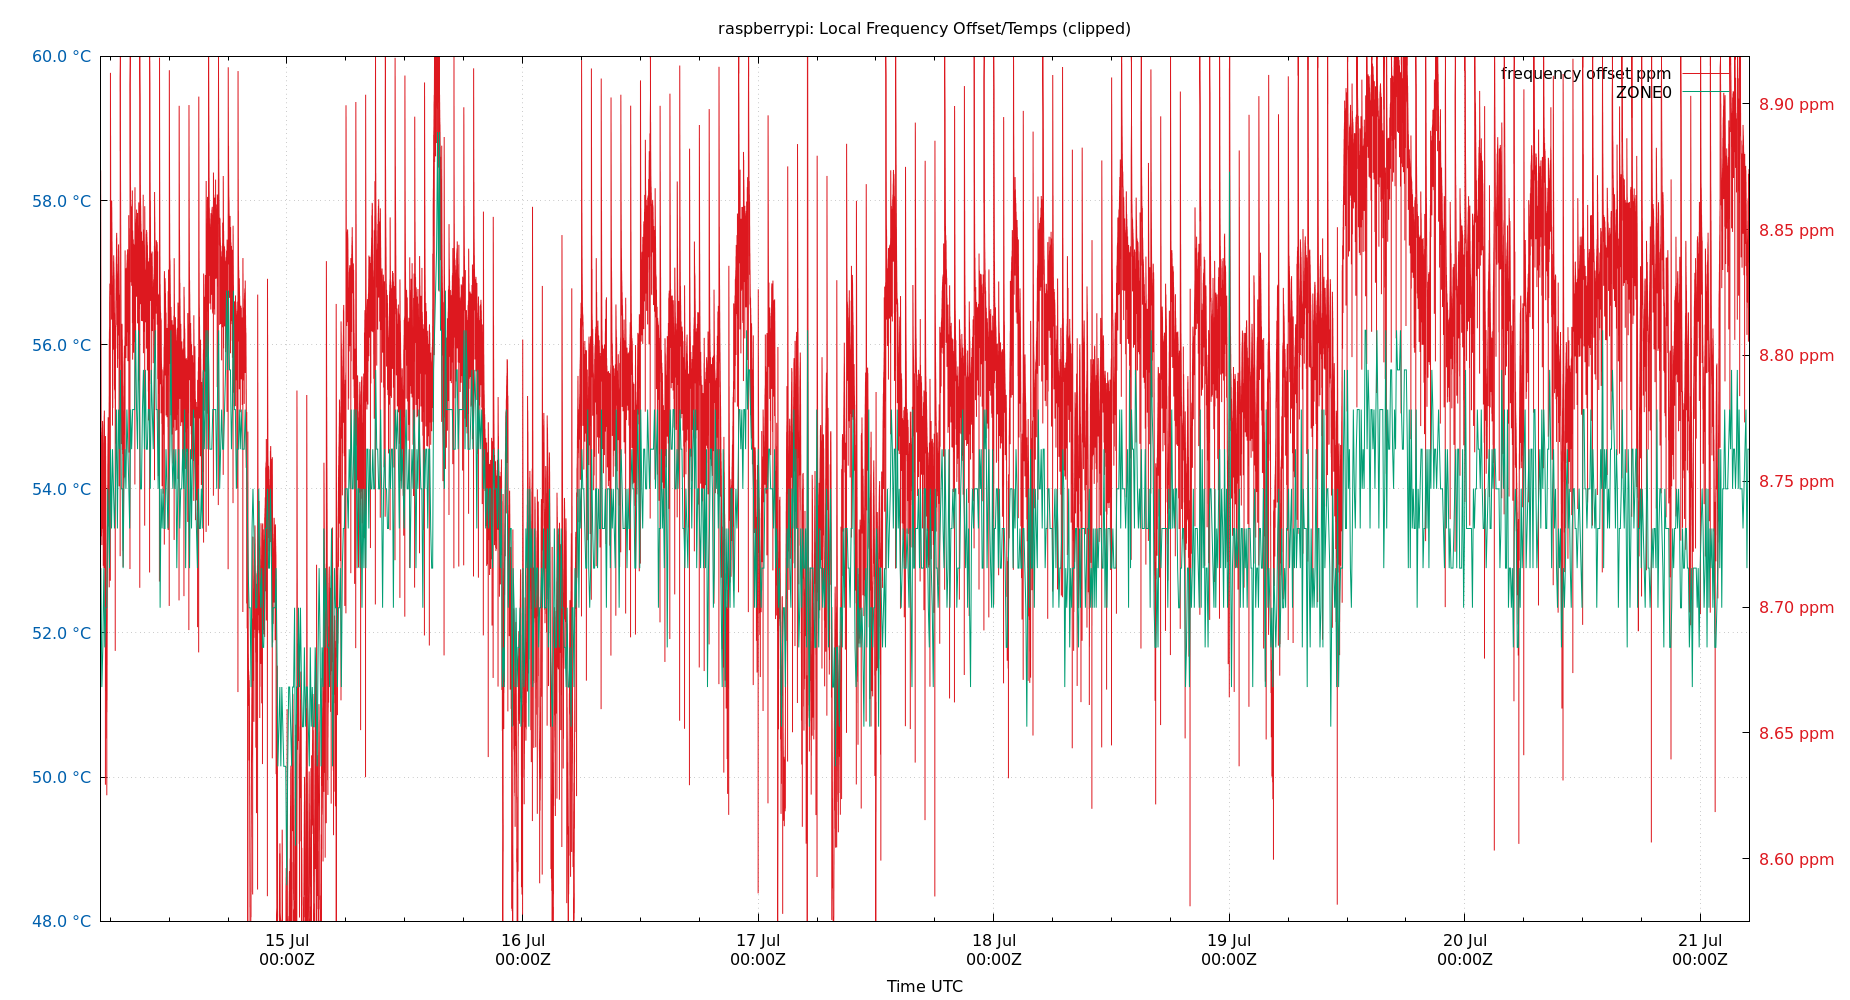 raspberrypi: Local Frequency Offset/Temps (clipped)
60.0 °C
58.0 °C
56.0 °C
54.0 °C
52.0 °C
50.0 °C
48.0 °C
frequency offset ppm
ZONE0
8.90 ppm
8.85 ppm
8.80 ppm
8.75 ppm
8.70 ppm
8.65 ppm
8.60 ppm
15 Jul
00:00Z
16 Jul
00:00Z
17 Jul
00:00Z
18 Jul
00:00Z
19 Jul
00:00Z
20 Jul
00:00Z
21 Jul
00:00Z
Time UTC